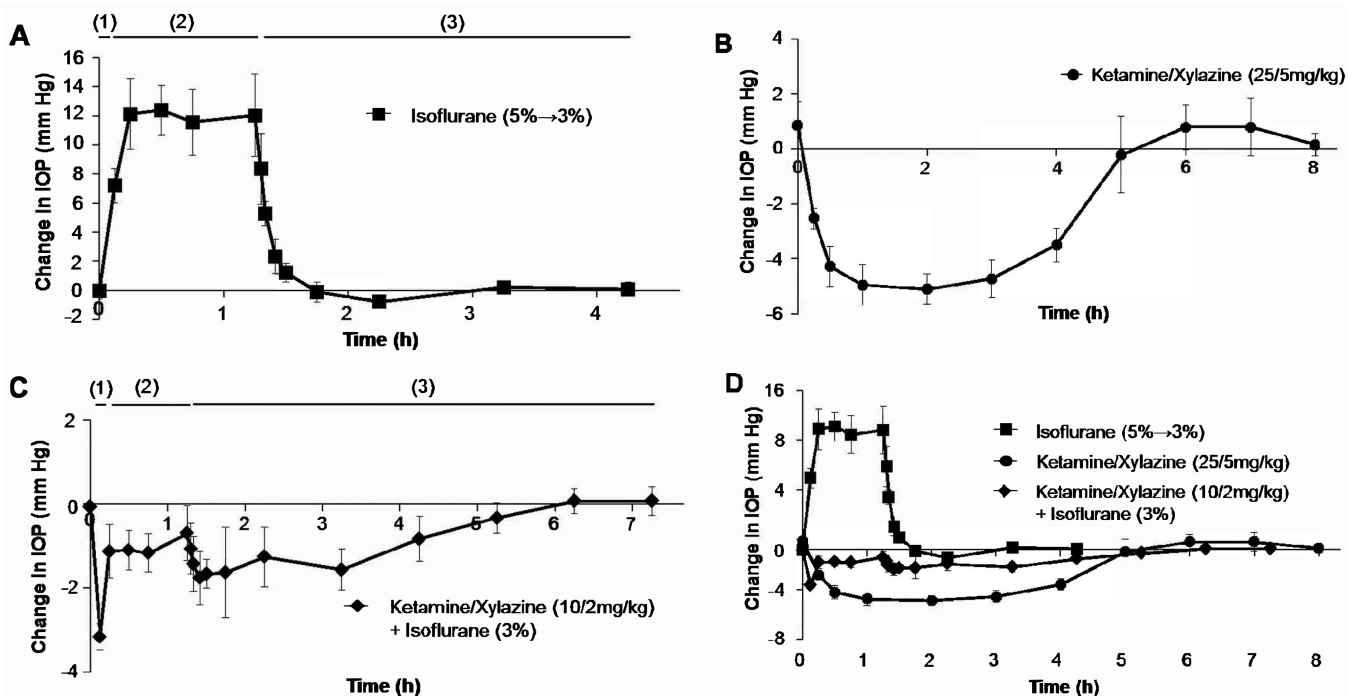 A
(1) (2) (3)
Change In IOP (mm Hg)
16
14
12
10
8
6
4
2
0
-2
0 1 2 3 4
Time (h)
Isoflurane (5%→3%)
B
Change In IOP (mm Hg)
4
2
0
-2
-4
-6
0 2 4 6 8
Time (h)
Ketamine/Xylazine (25/5mg/kg)
C
(1) (2) (3)
Change In IOP (mm Hg)
2
0
-2
-4
0 1 2 3 4 5 6 7
Time (h)
Ketamine/Xylazine (10/2mg/kg)
+ Isoflurane (3%)
D
Change In IOP (mm Hg)
16
8
4
0
-4
-8
0 1 2 3 4 5 6 7 8
Time (h)
Isoflurane (5%→3%)
Ketamine/Xylazine (25/5mg/kg)
Ketamine/Xylazine (10/2mg/kg)
+ Isoflurane (3%)